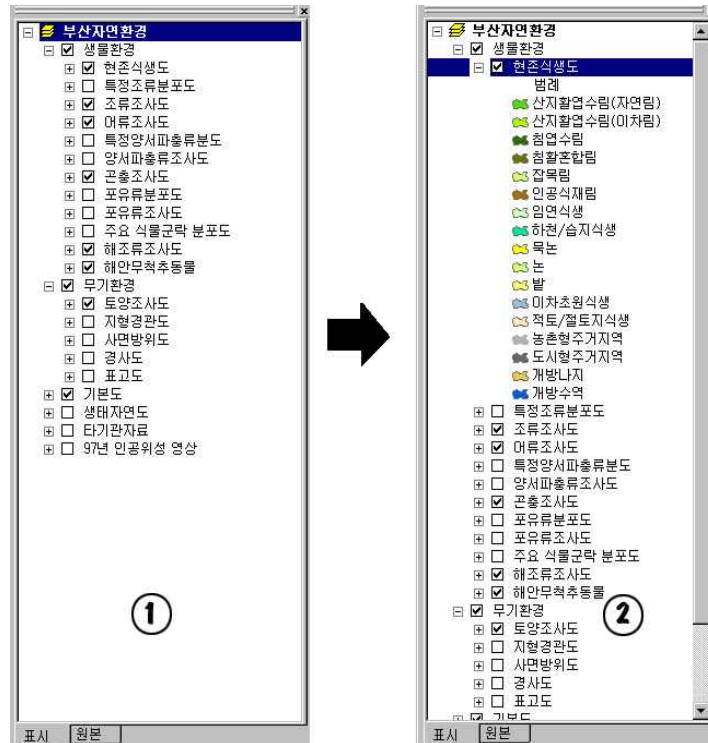 부산자연환경
생물환경
현존식생도
특정조류분포도
조류조사도
어류조사도
특정양서파충류분도
양서파충류조사도
곤충조사도
포유류분포도
포유류조사도
주요 식물군락 분포도
해조류조사도
해안무척추동물
무기환경
토양조사도
지형경관도
사면방위도
경사도
표고도
기본도
생태자연도
타기관자료
97년 인공위성 영상
①
표시 원본
부산자연환경
생물환경
현존식생도
범례
산지활엽수림(자연림)
산지활엽수림(이차림)
침엽수림
침활혼합림
잡목림
인공식재림
임연식생
하천/습지식생
묵논
논
밭
이차초원식생
적토/절토지식생
농촌형주거지역
도시형주거지역
개방나지
개방수역
특정조류분포도
조류조사도
어류조사도
특정양서파충류분도
양서파충류조사도
곤충조사도
포유류분포도
포유류조사도
주요 식물군락 분포도
해조류조사도
해안무척추동물
②
무기환경
토양조사도
지형경관도
사면방위도
경사도
표고도
기본도
표시 원본